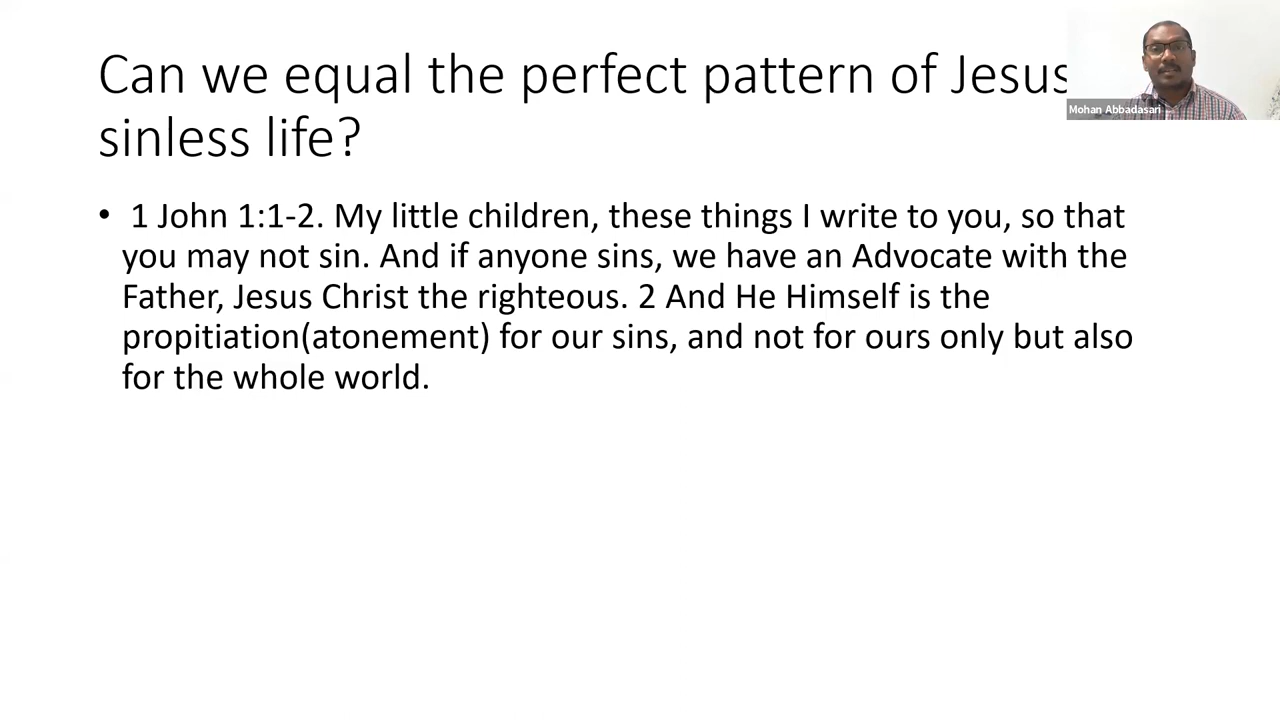 Can we equal the perfect pattern of Jesus
sinless life?
Mohan Abbadasari
• 1 John 1:1-2. My little children, these things I write to you, so that
you may not sin. And if anyone sins, we have an Advocate with the
Father, Jesus Christ the righteous. 2 And He Himself is the
propitiation(atonement) for our sins, and not for ours only but also
for the whole world.